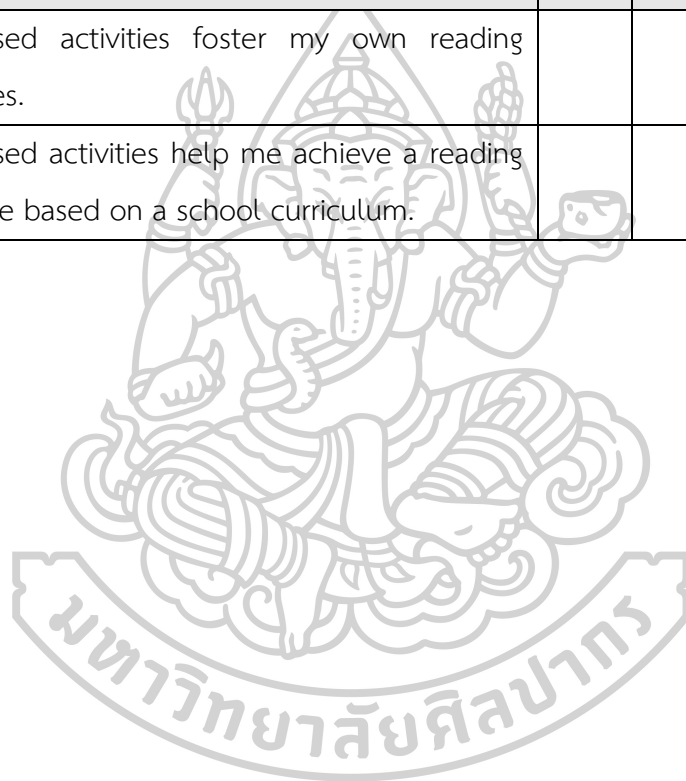 sed activities foster my own reading
es.
sed activities help me achieve a reading
e based on a school curriculum.
มหาวิทยาลัยศิลปากร